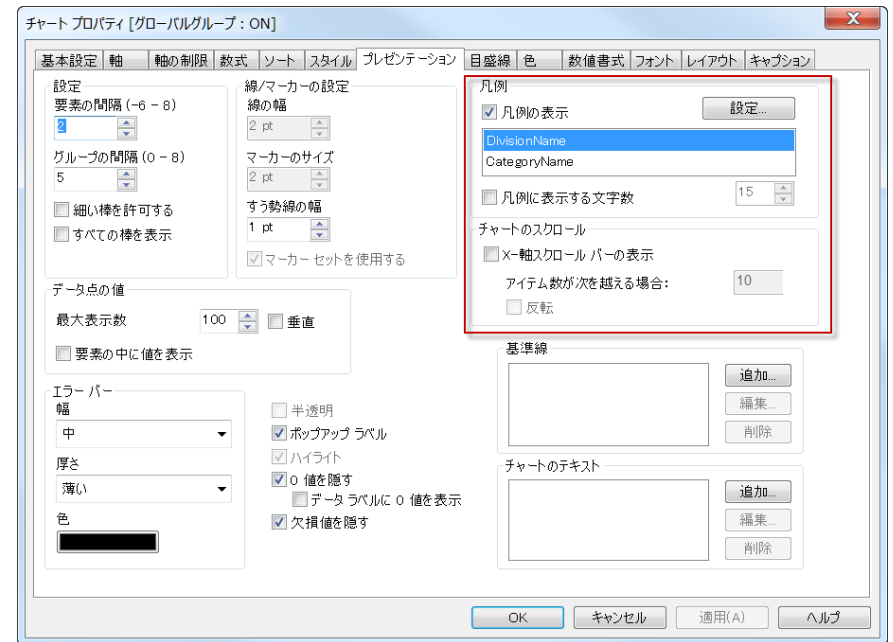 チャート プロパティ [グローバルグループ : ON]
基本設定 軸 軸の制限 数式 ソート スタイル プレゼンテーション 目盛線 色 数値書式 フォント レイアウト キャプション
設定
要素の間隔 (-6 - 8)
2
グループの間隔 (0 - 8)
5
細い棒を許可する
すべての棒を表示
線/マーカーの設定
線の幅
2 pt
マーカーのサイズ
2 pt
すう勢線の幅
1 pt
マーカー セットを使用する
凡例
凡例の表示
設定...
DivisionName
CategoryName
凡例に表示する文字数
15
チャートのスクロール
X-軸スクロール バーの表示
アイテム数が次を越える場合:
10
反転
データ点の値
最大表示数
100
垂直
要素の中に値を表示
エラー バー
幅
中
厚さ
薄い
色
半透明
ポップアップ ラベル
ハイライト
0 値を隠す
データ ラベルに 0 値を表示
欠損値を隠す
基準線
追加...
編集...
削除
チャートのテキスト
追加...
編集...
削除
OK キャンセル 適用(A) ヘルプ